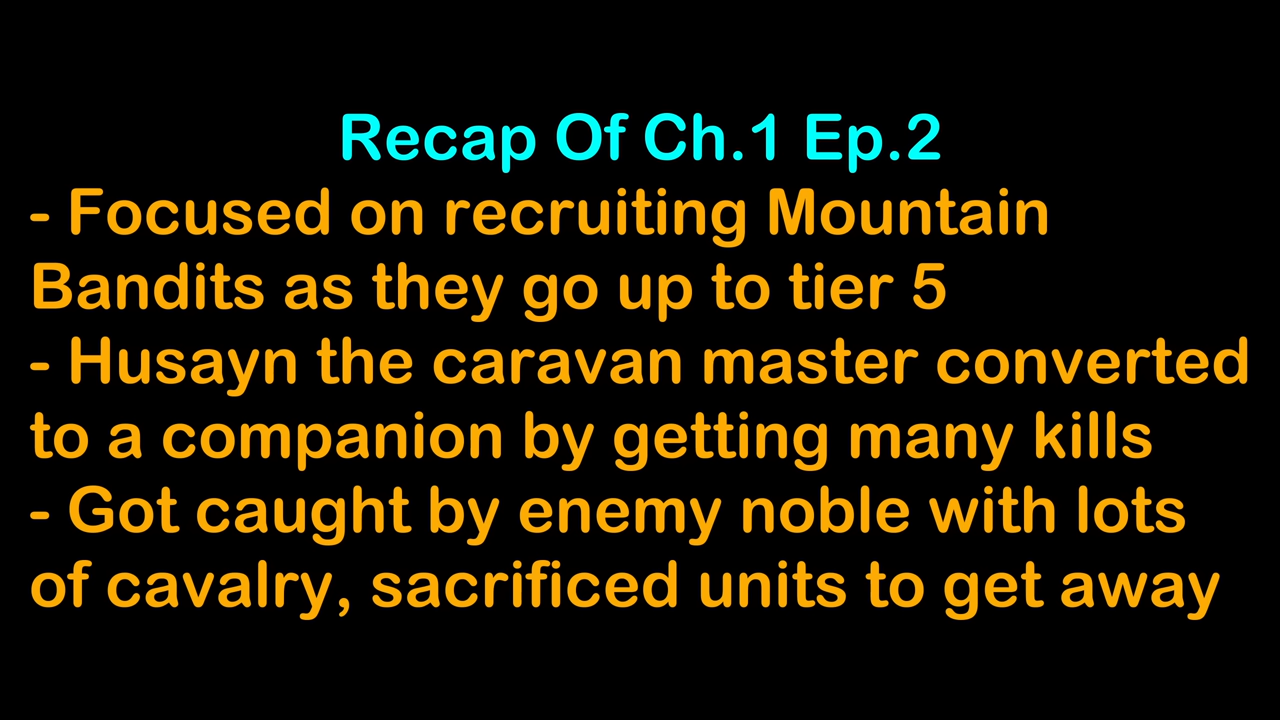 Recap Of Ch.1 Ep.2
- Focused on recruiting Mountain
Bandits as they go up to tier 5
- Husayn the caravan master converted
to a companion by getting many kills
- Got caught by enemy noble with lots
of cavalry, sacrificed units to get away